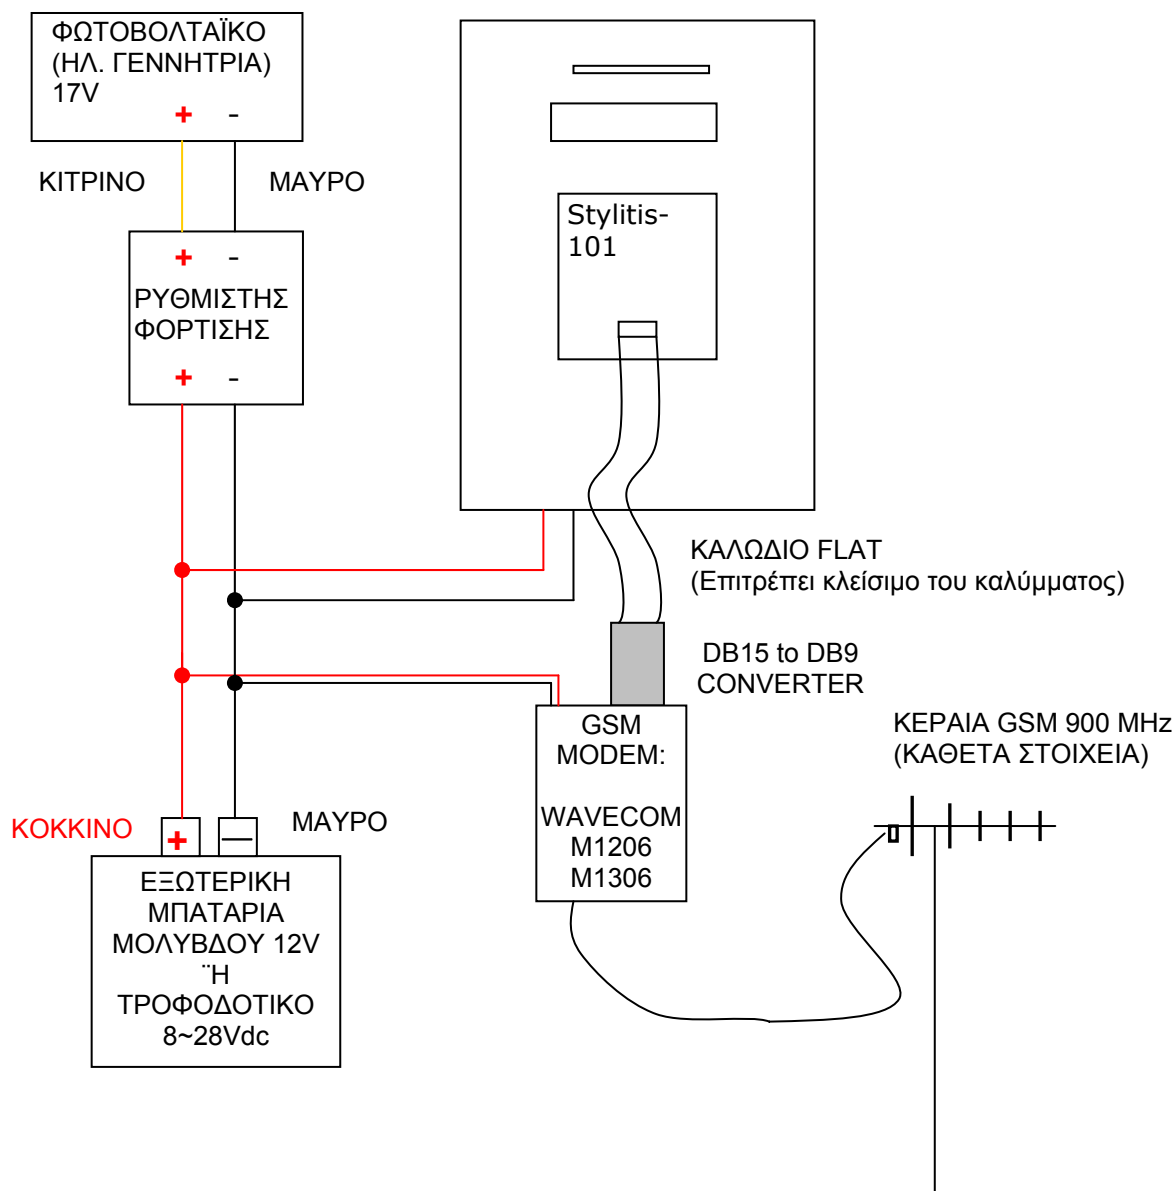 ΦΩΤΟΒΟΛΤΑΪΚΟ
(ΗΛ. ΓΕΝΝΗΤΡΙΑ)
17V
+ -
ΚΙΤΡΙΝΟ
ΜΑΥΡΟ
+ -
ΡΥΘΜΙΣΤΗΣ
ΦΟΡΤΙΣΗΣ
+ -
Stylitis-
101
ΚΑΛΩΔΙΟ FLAT
(Επιτρέπει κλείσιμο του καλύμματος)
DB15 to DB9
CONVERTER
GSM
MODEM:
WAVECOM
M1206
M1306
ΚΕΡΑΙΑ GSM 900 MHz
(ΚΑΘΕΤΑ ΣΤΟΙΧΕΙΑ)
ΚΟΚΚΙΝΟ
+ —
ΜΑΥΡΟ
ΕΞΩΤΕΡΙΚΗ
ΜΠΑΤΑΡΙΑ
ΜΟΛΥΒΔΟΥ 12V
¨Η
ΤΡΟΦΟΔΟΤΙΚΟ
8~28Vdc